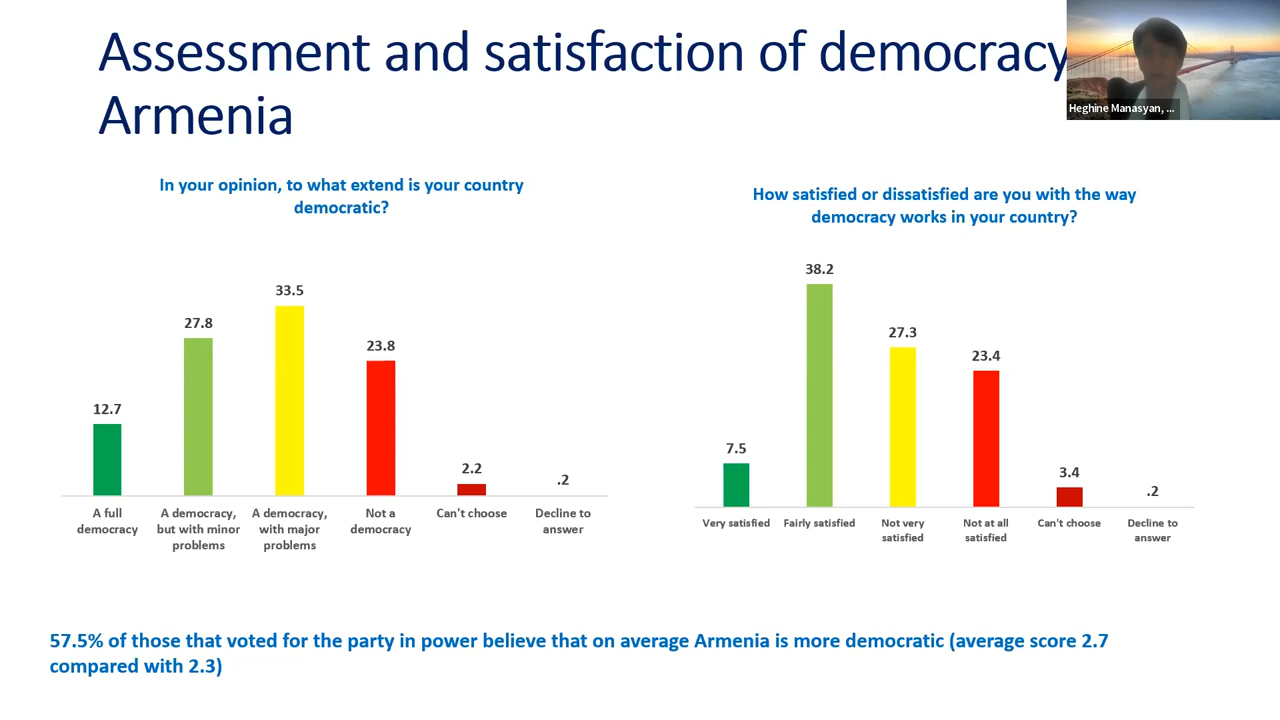 Assessment and satisfaction of democracy
Armenia
Heghine Manasyan, ...
In your opinion, to what extend is your country
democratic?
33.5
27.8
23.8
12.7
2.2
.2
A full
democracy
A democracy,
but with minor
problems
A democracy,
with major
problems
Not a
democracy
Can't choose
Decline to
answer
How satisfied or dissatisfied are you with the way
democracy works in your country?
38.2
27.3
23.4
7.5
3.4
.2
Very satisfied
Fairly satisfied
Not very
satisfied
Not at all
satisfied
Can't choose
Decline to
answer
57.5% of those that voted for the party in power believe that on average Armenia is more democratic (average score 2.7
compared with 2.3)